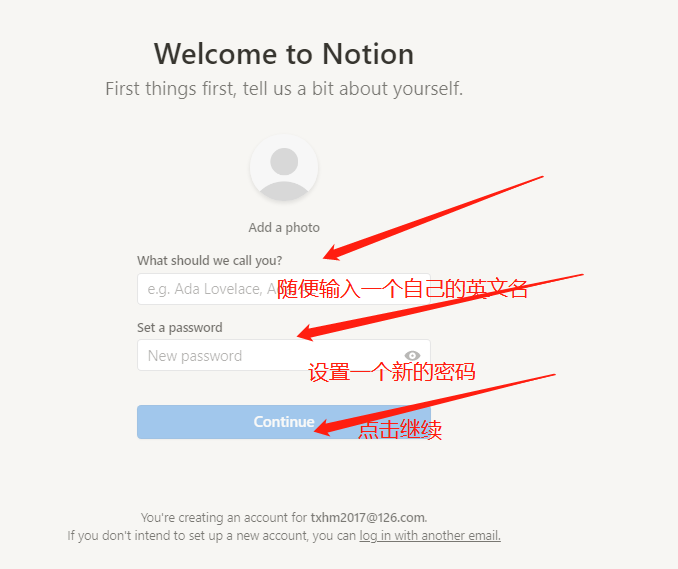 Welcome to Notion
First things first, tell us a bit about yourself.
Add a photo
What should we call you?
e.g. Ada Lovelace,
随便输入一个自己的英文名
Set a password
New password
设置一个新的密码
Continue
点击继续
You're creating an account for txhm2017@126.com.
If you don't intend to set up a new account, you can log in with another email.